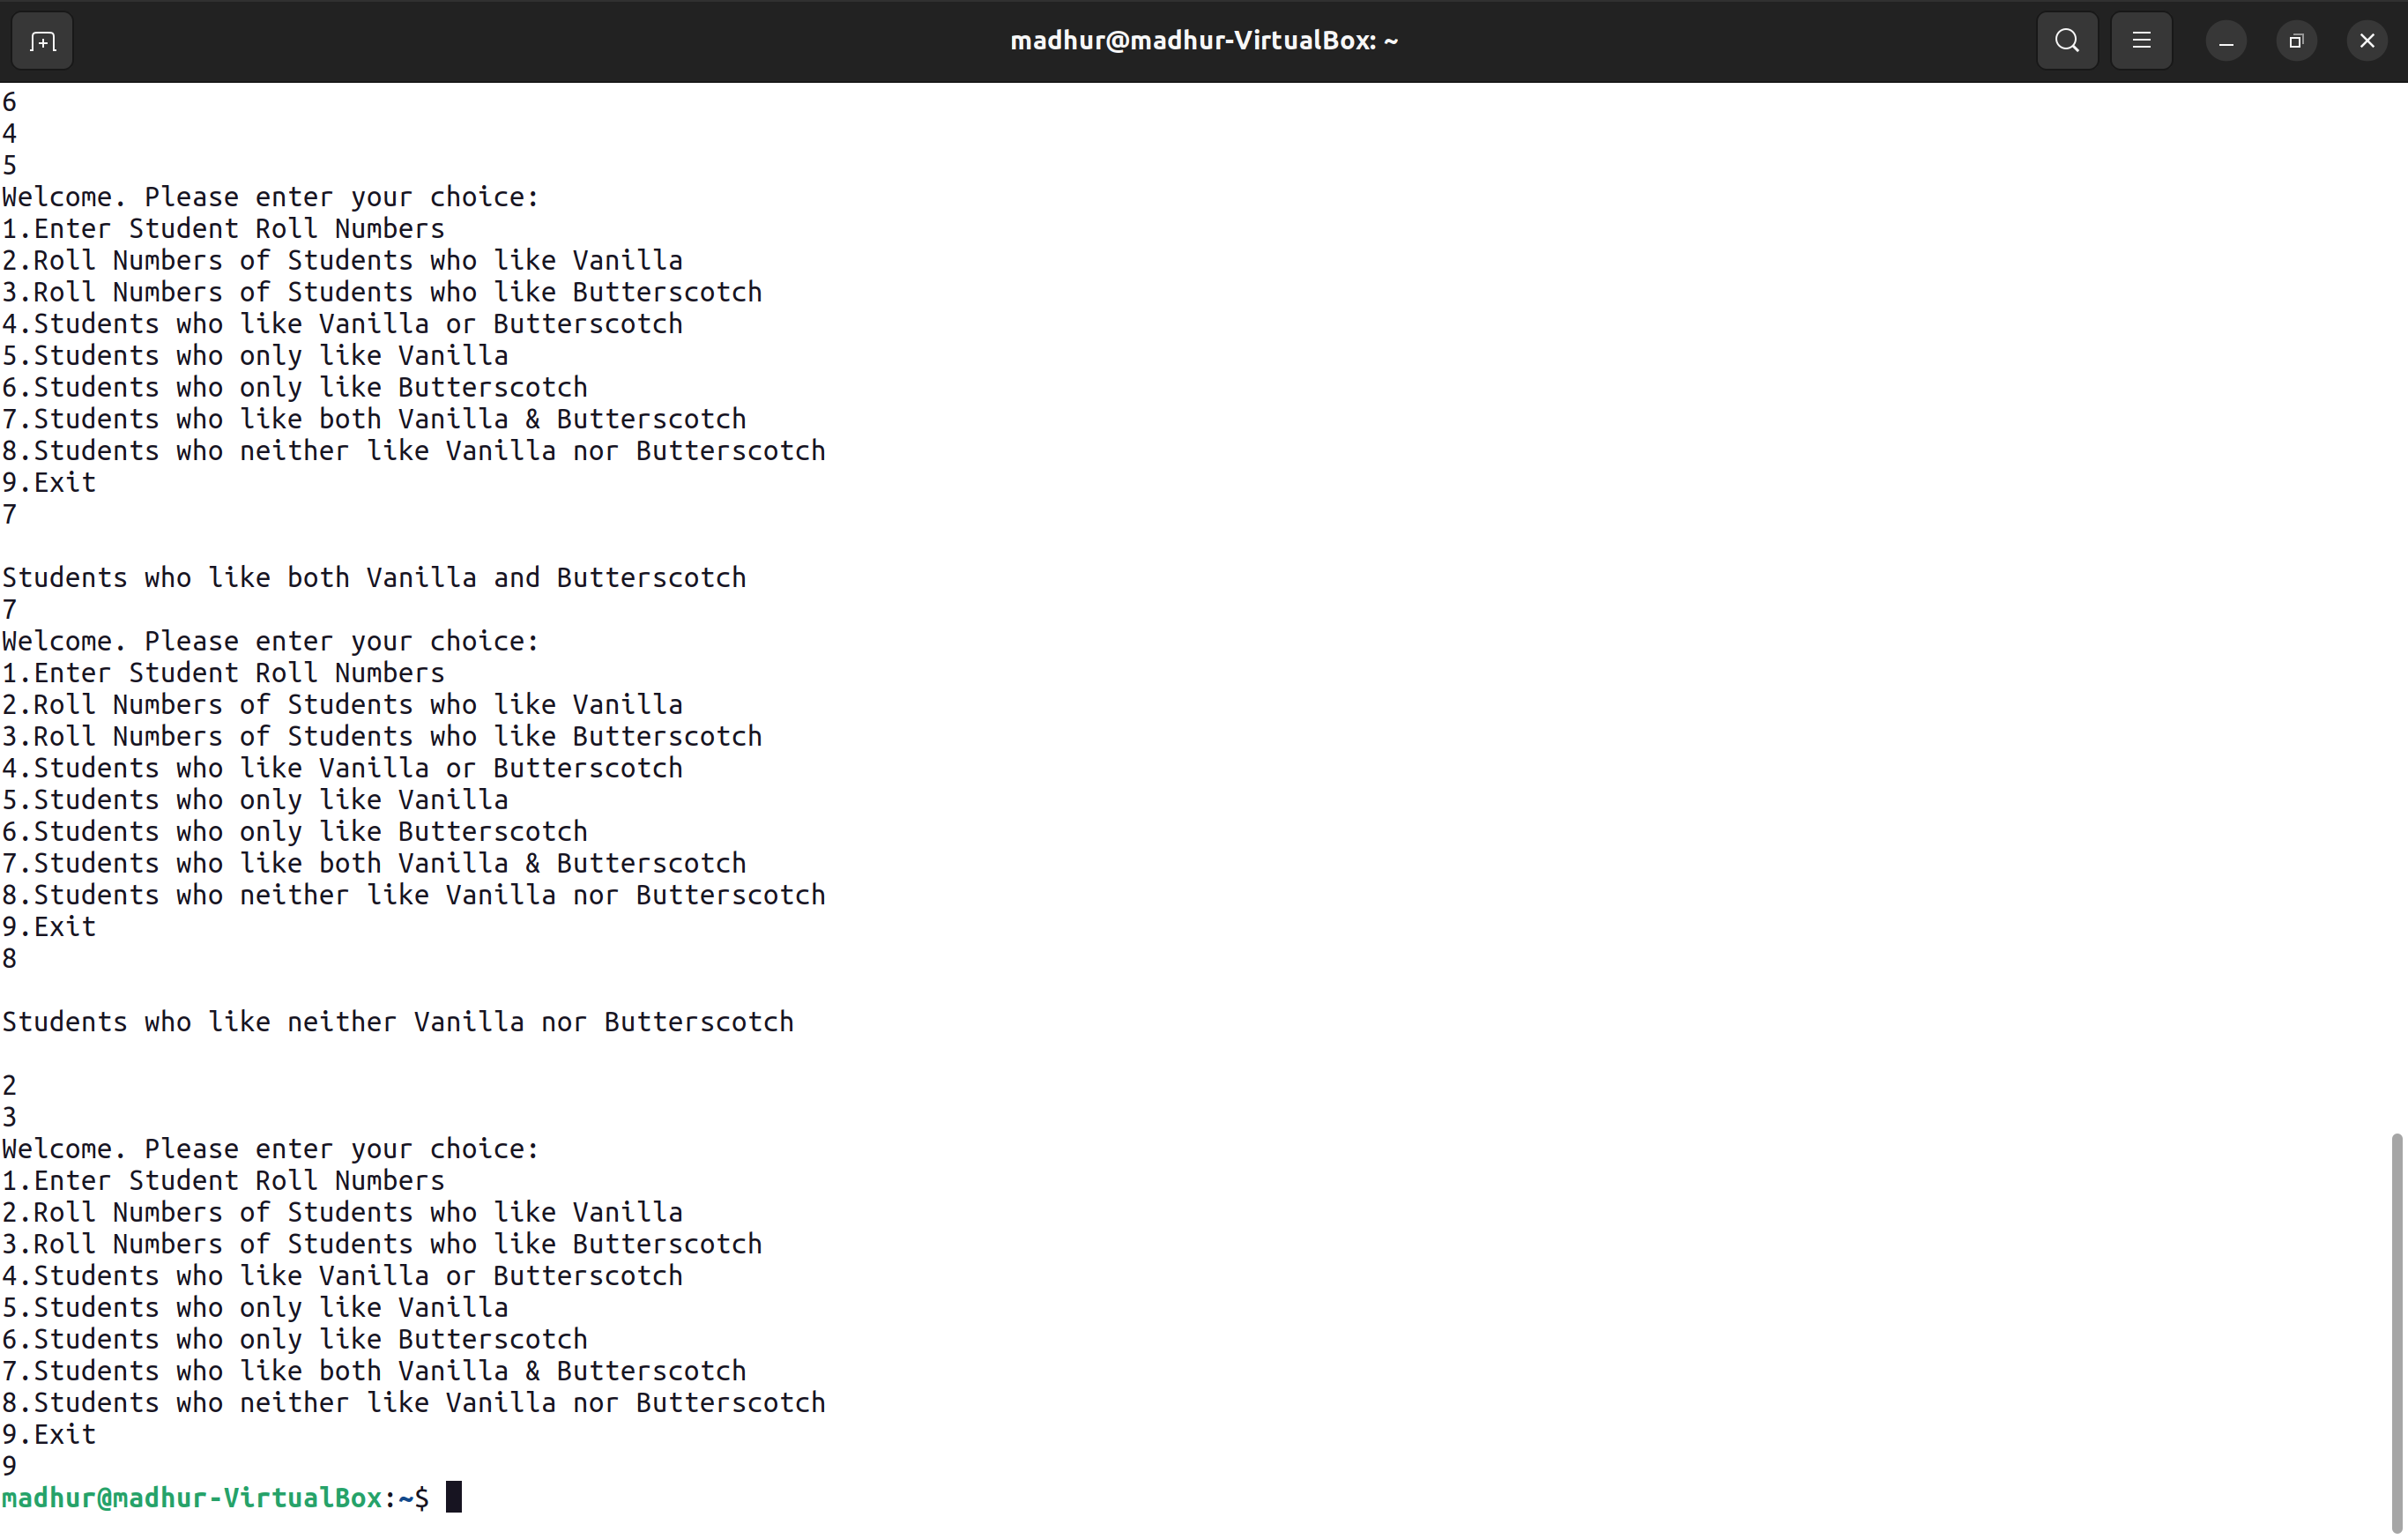 madhur@madhur-VirtualBox: ~
6
4
5
Welcome. Please enter your choice:
1.Enter Student Roll Numbers
2.Roll Numbers of Students who like Vanilla
3.Roll Numbers of Students who like Butterscotch
4.Students who like Vanilla or Butterscotch
5.Students who only like Vanilla
6.Students who only like Butterscotch
7.Students who like both Vanilla & Butterscotch
8.Students who neither like Vanilla nor Butterscotch
9.Exit
7
Students who like both Vanilla and Butterscotch
7
Welcome. Please enter your choice:
1.Enter Student Roll Numbers
2.Roll Numbers of Students who like Vanilla
3.Roll Numbers of Students who like Butterscotch
4.Students who like Vanilla or Butterscotch
5.Students who only like Vanilla
6.Students who only like Butterscotch
7.Students who like both Vanilla & Butterscotch
8.Students who neither like Vanilla nor Butterscotch
9.Exit
8
Students who like neither Vanilla nor Butterscotch
2
3
Welcome. Please enter your choice:
1.Enter Student Roll Numbers
2.Roll Numbers of Students who like Vanilla
3.Roll Numbers of Students who like Butterscotch
4.Students who like Vanilla or Butterscotch
5.Students who only like Vanilla
6.Students who only like Butterscotch
7.Students who like both Vanilla & Butterscotch
8.Students who neither like Vanilla nor Butterscotch
9.Exit
9
madhur@madhur-VirtualBox:~$